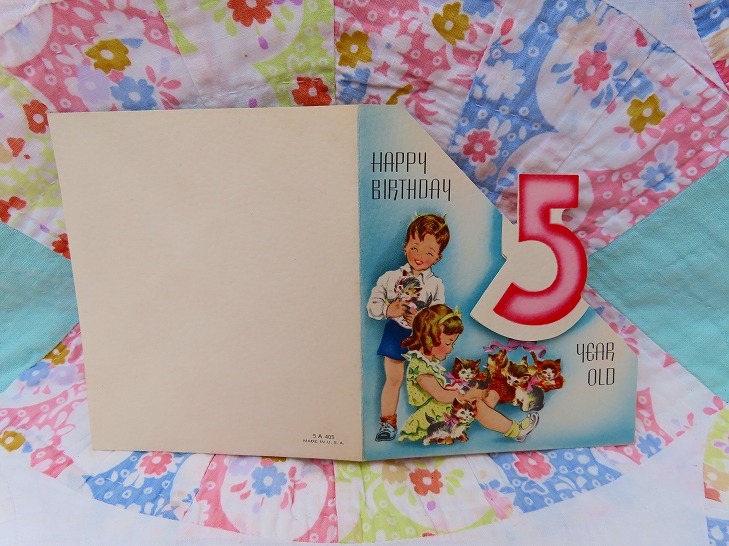 HAPPY
BIRTHDAY
5
YEAR
OLD
5 A 405
MADE IN U. S. A.